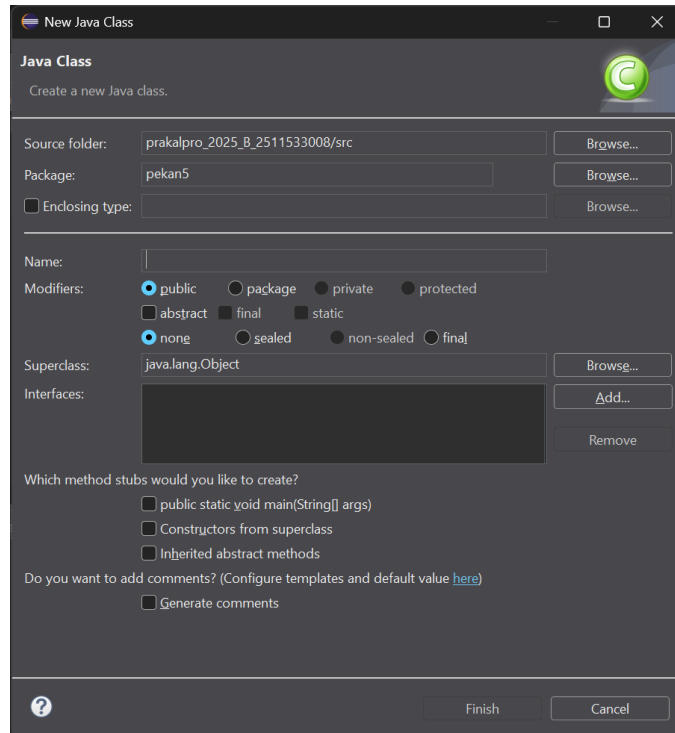 New Java Class
Java Class
Create a new Java class.
C
Source folder: prakalpro_2025_B_2511533008/src Browse...
Package: pekan5 Browse...
Enclosing type: Browse...
Name:
Modifiers: public package private protected
abstract final static
none sealed non-sealed final
Superclass: java.lang.Object Browse...
Interfaces: Add...
Remove
Which method stubs would you like to create?
public static void main(String[] args)
Constructors from superclass
Inherited abstract methods
Do you want to add comments? (Configure templates and default value here)
Generate comments
? Finish Cancel